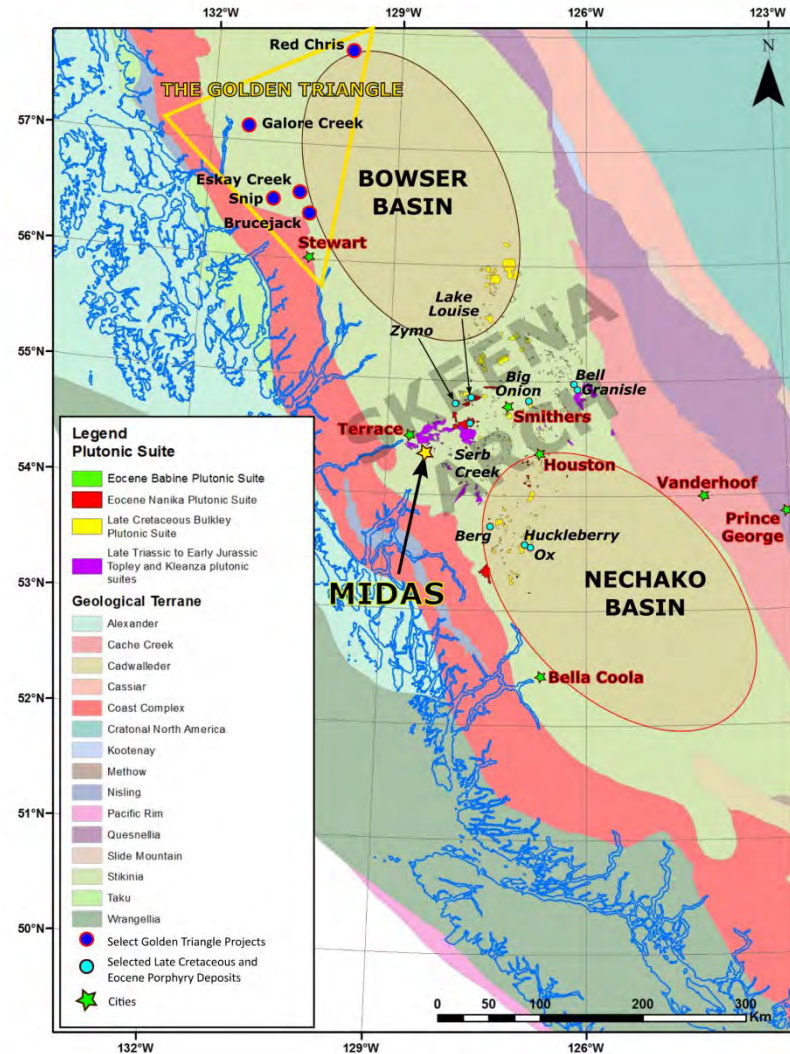 132°W
129°W
126°W
123°W
N
Red Chris
THE GOLDEN TRIANGLE
57°N
Galore Creek
Eskay Creek
Snip
Brucejack
BOWSER
BASIN
56°N
Stewart
Lake
Louise
Zymo
SKEENA
ARCH
55°N
Big
Onion
Bell
Granisle
Smithers
Terrace
Serb
Creek
Houston
54°N
Vanderhoof
Prince
George
Berg
Huckleberry
Ox
MIDAS
53°N
NECHAKO
BASIN
Bella Coola
52°N
51°N
50°N
Legend
Plutonic Suite
Eocene Babine Plutonic Suite
Eocene Nanika Plutonic Suite
Late Cretaceous Bulkley
Plutonic Suite
Late Triassic to Early Jurassic
Topley and Kleanza plutonic
suites
Geological Terrane
Alexander
Cache Creek
Cadwalleder
Cassiar
Coast Complex
Cratonal North America
Kootenay
Methow
Nisling
Pacific Rim
Quesnellia
Slide Mountain
Stikinia
Taku
Wrangellia
Select Golden Triangle Projects
Selected Late Cretaceous and
Eocene Porphyry Deposits
Cities
0 50 100 200 300
Km
132°W
129°W
126°W